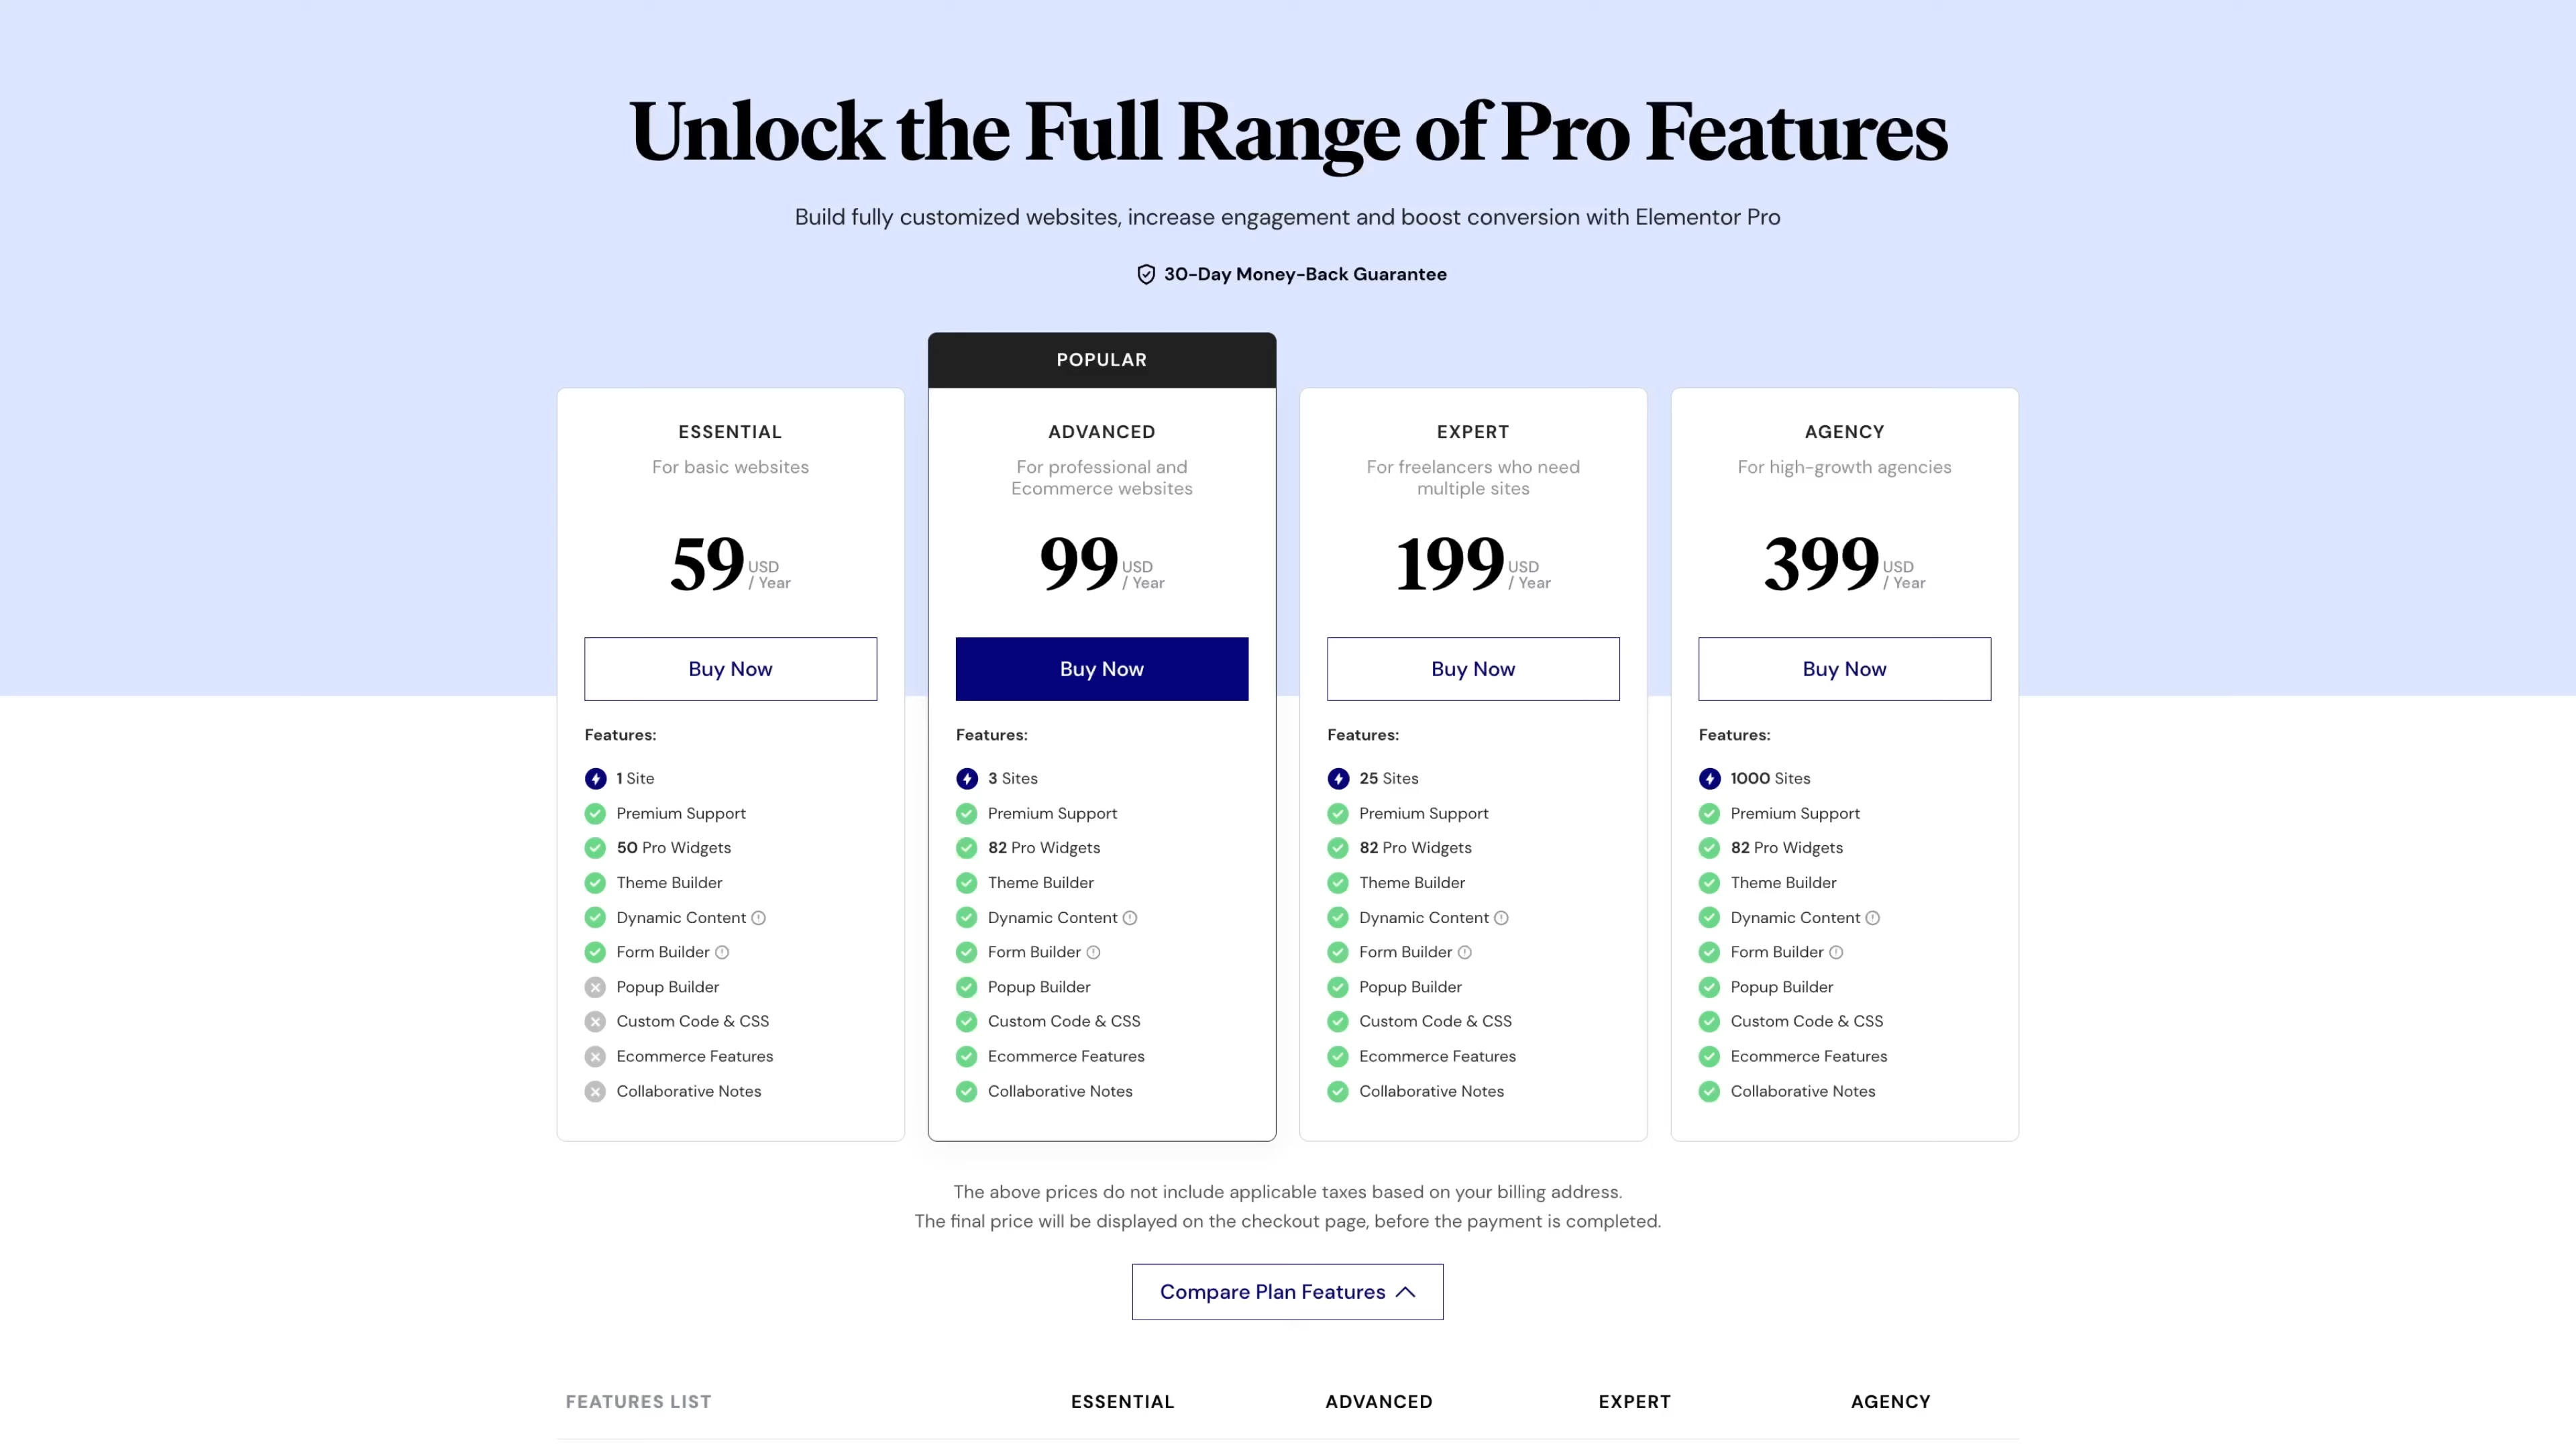 Unlock the Full Range of Pro Features
Build fully customized websites, increase engagement and boost conversion with Elementor Pro
30-Day Money-Back Guarantee
ESSENTIAL
For basic websites
59 USD / Year
Buy Now
Features:
1 Site
Premium Support
50 Pro Widgets
Theme Builder
Dynamic Content
Form Builder
Popup Builder
Custom Code & CSS
Ecommerce Features
Collaborative Notes
POPULAR
ADVANCED
For professional and
Ecommerce websites
99 USD / Year
Buy Now
Features:
3 Sites
Premium Support
82 Pro Widgets
Theme Builder
Dynamic Content
Form Builder
Popup Builder
Custom Code & CSS
Ecommerce Features
Collaborative Notes
EXPERT
For freelancers who need
multiple sites
199 USD / Year
Buy Now
Features:
25 Sites
Premium Support
82 Pro Widgets
Theme Builder
Dynamic Content
Form Builder
Popup Builder
Custom Code & CSS
Ecommerce Features
Collaborative Notes
AGENCY
For high-growth agencies
399 USD / Year
Buy Now
Features:
1000 Sites
Premium Support
82 Pro Widgets
Theme Builder
Dynamic Content
Form Builder
Popup Builder
Custom Code & CSS
Ecommerce Features
Collaborative Notes
The above prices do not include applicable taxes based on your billing address.
The final price will be displayed on the checkout page, before the payment is completed.
Compare Plan Features
FEATURES LIST ESSENTIAL ADVANCED EXPERT AGENCY